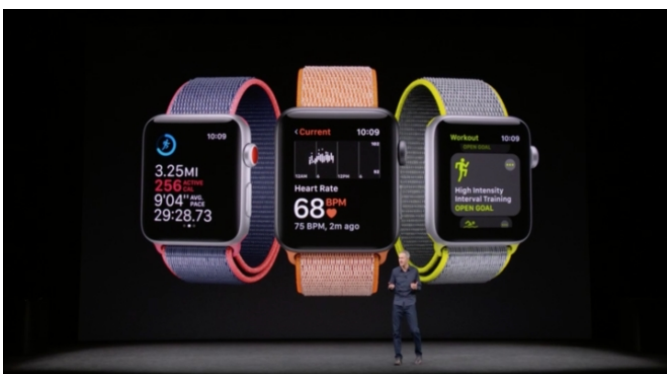 10:09
3.25MI
256 ACTIVE CAL
9'04" AVG. PACE
29:28.73
< Current 10:09
Heart Rate
68 BPM
75 BPM, 2m ago
Workout 10:09
OPEN GOAL
High Intensity
Interval Training
OPEN GOAL